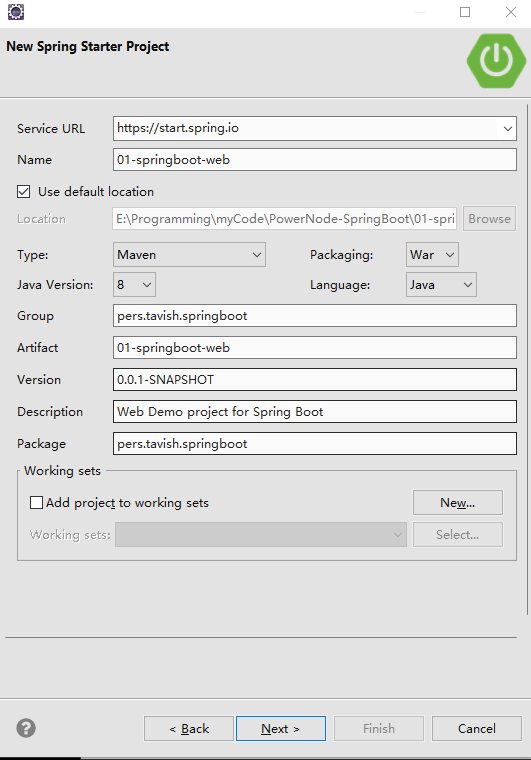 New Spring Starter Project
Service URL https://start.spring.io
Name 01-springboot-web
Use default location
Location E:\Programming\myCode\PowerNode-SpringBoot\01-spri Browse
Type: Maven Packaging: War
Java Version: 8 Language: Java
Group pers.tavish.springboot
Artifact 01-springboot-web
Version 0.0.1-SNAPSHOT
Description Web Demo project for Spring Boot
Package pers.tavish.springboot
Working sets
Add project to working sets New...
Working sets: Select...
? < Back Next > Finish Cancel